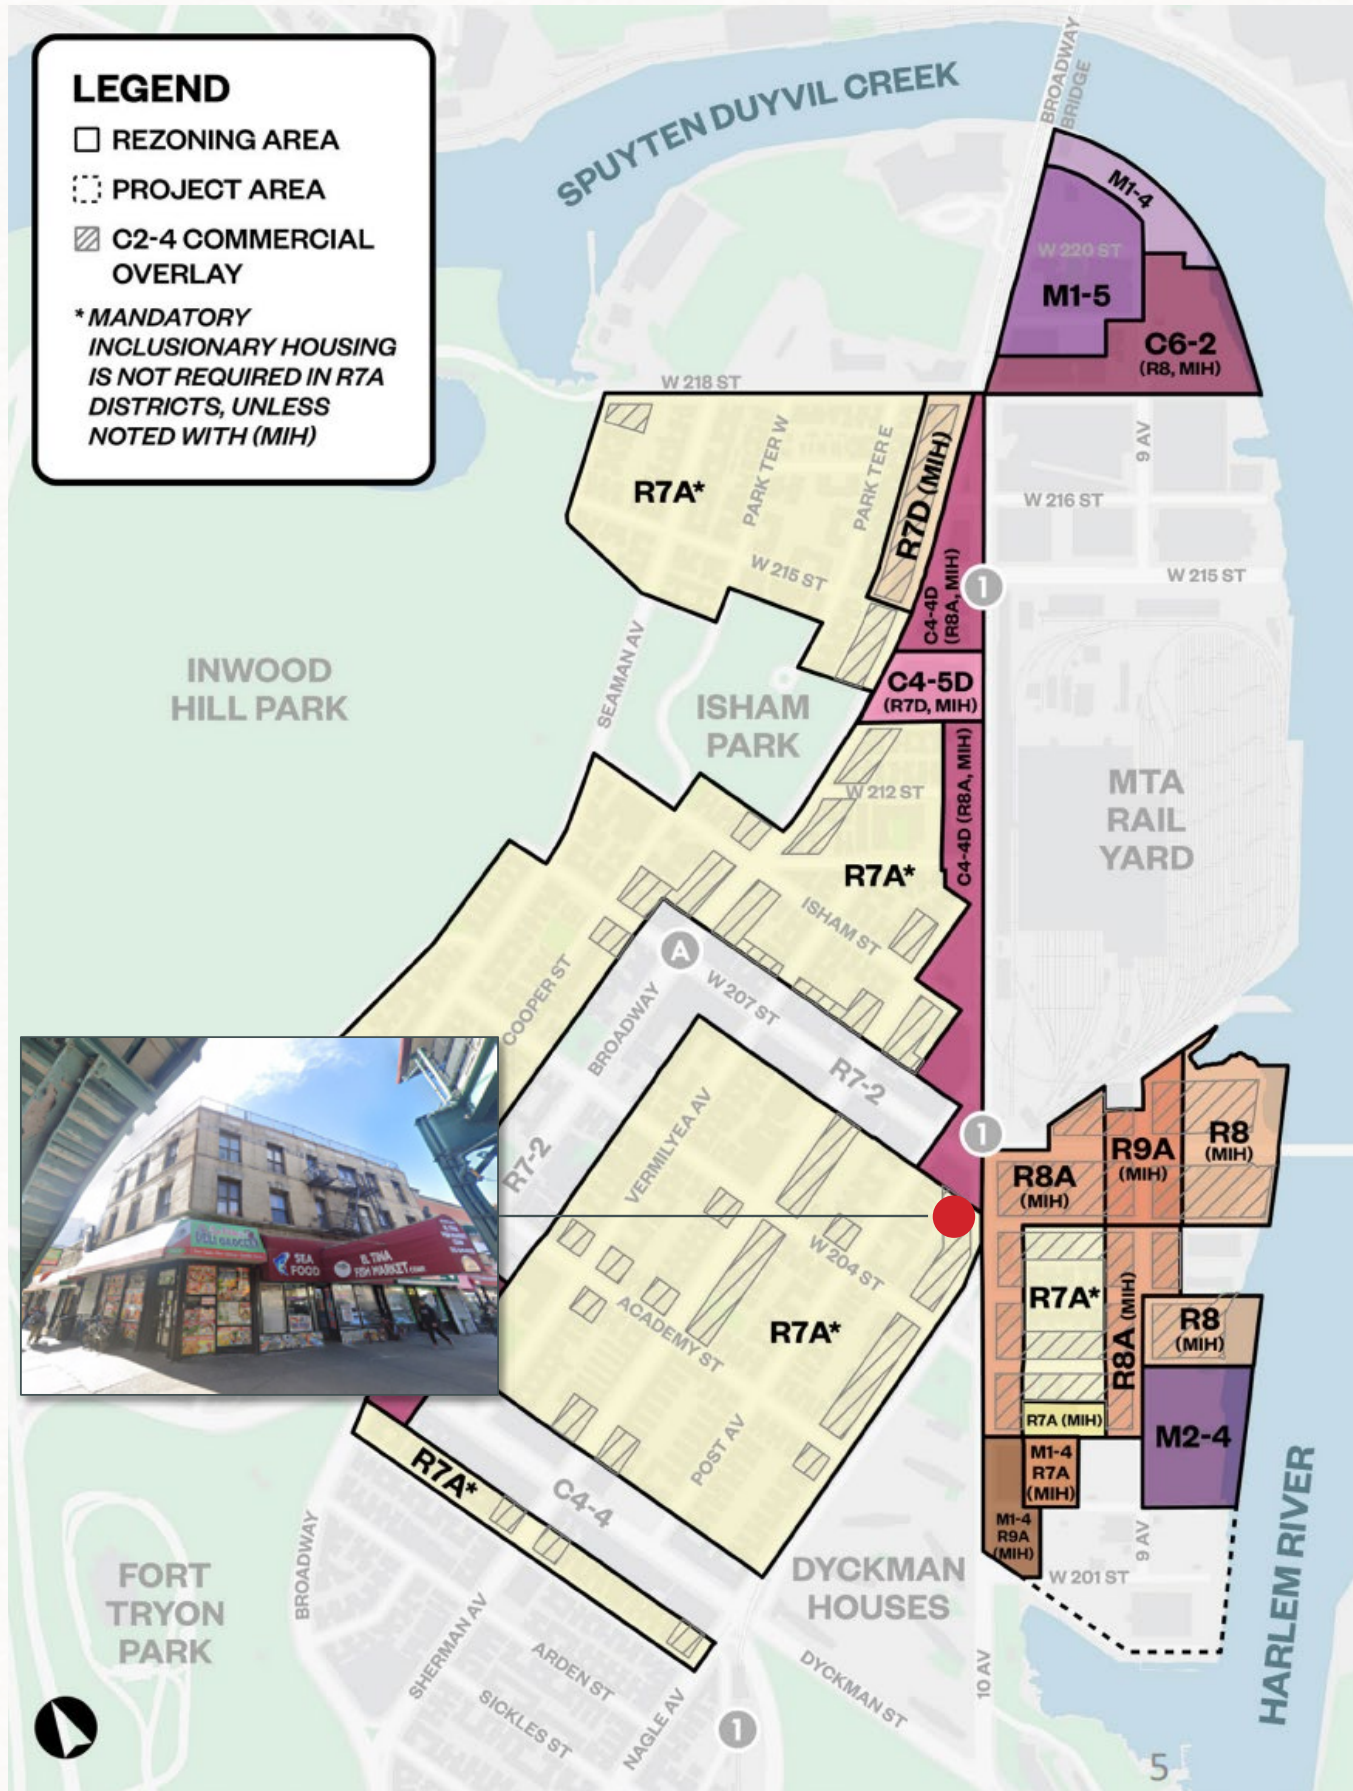 LEGEND
REZONING AREA
PROJECT AREA
C2-4 COMMERCIAL
OVERLAY
* MANDATORY
INCLUSIONARY HOUSING
IS NOT REQUIRED IN R7A
DISTRICTS, UNLESS
NOTED WITH (MIH)
SPUYTEN DUYVIL CREEK
BROADWAY
BRIDGE
M1-4
W 220 ST
M1-5
C6-2
(R8, MIH)
W 218 ST
R7A*
PARK TER W
PARK TER E
R7D (MIH)
9 AV
W 216 ST
W 215 ST
W 215 ST
C4-4D
(R8A, MIH)
1
INWOOD
HILL PARK
SEAMAN AV
ISHAM
PARK
C4-5D
(R7D, MIH)
C4-4D (R8A, MIH)
W 212 ST
MTA
RAIL
YARD
R7A*
ISHAM ST
A
COOPER ST
BROADWAY
W 207 ST
R7-2
R7-2
VERMILYEA AV
1
R8A
(MIH)
R9A
(MIH)
R8
(MIH)
DELI GROCERY
SEA
FOOD
EL TINA
FISH MARKET
W 204 ST
ACADEMY ST
R7A*
R7A*
R8A (MIH)
R8
(MIH)
POST AV
R7A (MIH)
M2-4
M1-4
R7A
(MIH)
M1-4
R9A
(MIH)
R7A*
C4-4
9 AV
W 201 ST
FORT
TRYON
PARK
BROADWAY
DYCKMAN
HOUSES
HARLEM RIVER
SHERMAN AV
ARDEN ST
SICKLES ST
NAGLE AV
DYCKMAN ST
10 AV
1
5